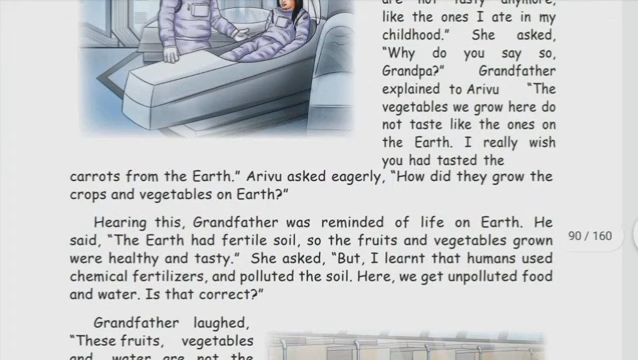 are not tasty anymore,
like the ones I ate in my
childhood.” She asked,
“Why do you say so,
Grandpa?” Grandfather
explained to Arivu “The
vegetables we grow here do
not taste like the ones on
the Earth. I really wish
you had tasted the
carrots from the Earth.” Arivu asked eagerly, “How did they grow the
crops and vegetables on Earth?”
Hearing this, Grandfather was reminded of life on Earth. He
said, “The Earth had fertile soil, so the fruits and vegetables grown
were healthy and tasty.” She asked, “But, I learnt that humans used
chemical fertilizers, and polluted the soil. Here, we get unpolluted food
and water. Is that correct?”
90 / 160
Grandfather laughed,
“These fruits, vegetables
and water are not the